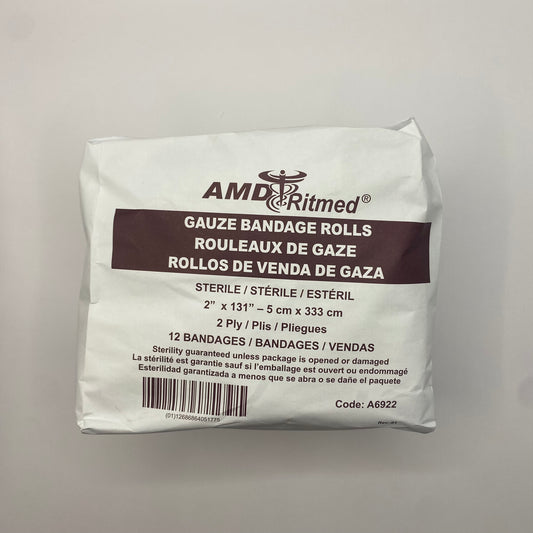 AMD Ritmed®
GAUZE BANDAGE ROLLS
ROULEAUX DE GAZE
ROLLOS DE VENDA DE GAZA
STERILE / STÉRILE / ESTÉRIL
2” x 131” – 5 cm x 333 cm
2 Ply / Plis / Pliegues
12 BANDAGES / BANDAGES / VENDAS
Sterility guaranteed unless package is opened or damaged
La stérilité est garantie sauf si l'emballage est ouvert ou endommagé
Esterilidad garantizada a menos que se abra o se dañe el paquete
Code: A6922